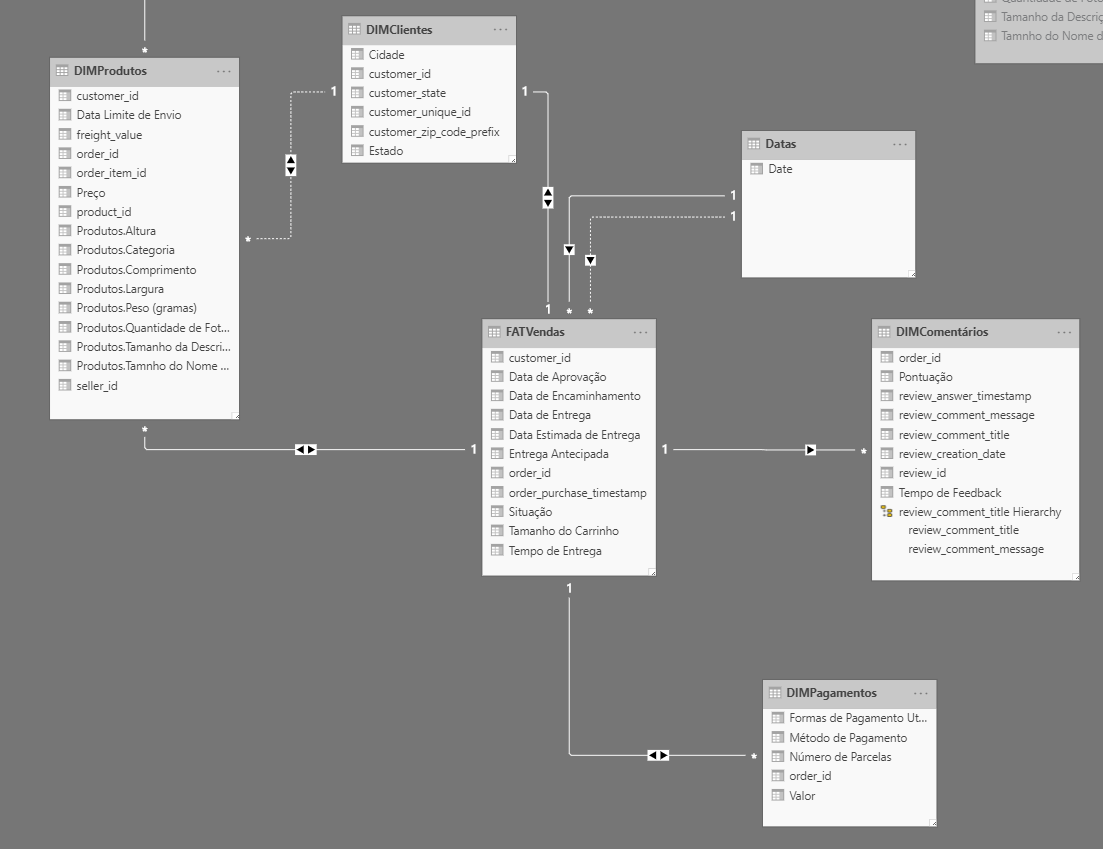 DIMProdutos
customer_id
Data Limite de Envio
freight_value
order_id
order_item_id
Preço
product_id
Produtos.Altura
Produtos.Categoria
Produtos.Comprimento
Produtos.Largura
Produtos.Peso (gramas)
Produtos.Quantidade de Fot...
Produtos.Tamanho da Descri...
Produtos.Tamnho do Nome ...
seller_id
DIMClientes
Cidade
customer_id
customer_state
customer_unique_id
customer_zip_code_prefix
Estado
Quantidade de Foto
Tamanho da Descriç
Tamnho do Nome d
Datas
Date
FATVendas
customer_id
Data de Aprovação
Data de Encaminhamento
Data de Entrega
Data Estimada de Entrega
Entrega Antecipada
order_id
order_purchase_timestamp
Situação
Tamanho do Carrinho
Tempo de Entrega
DIMComentários
order_id
Pontuação
review_answer_timestamp
review_comment_message
review_comment_title
review_creation_date
review_id
Tempo de Feedback
review_comment_title Hierarchy
review_comment_title
review_comment_message
DIMPagamentos
Formas de Pagamento Ut...
Método de Pagamento
Número de Parcelas
order_id
Valor
*
1
*
1
1
1
1
*
*
*
1
1
*
1
*